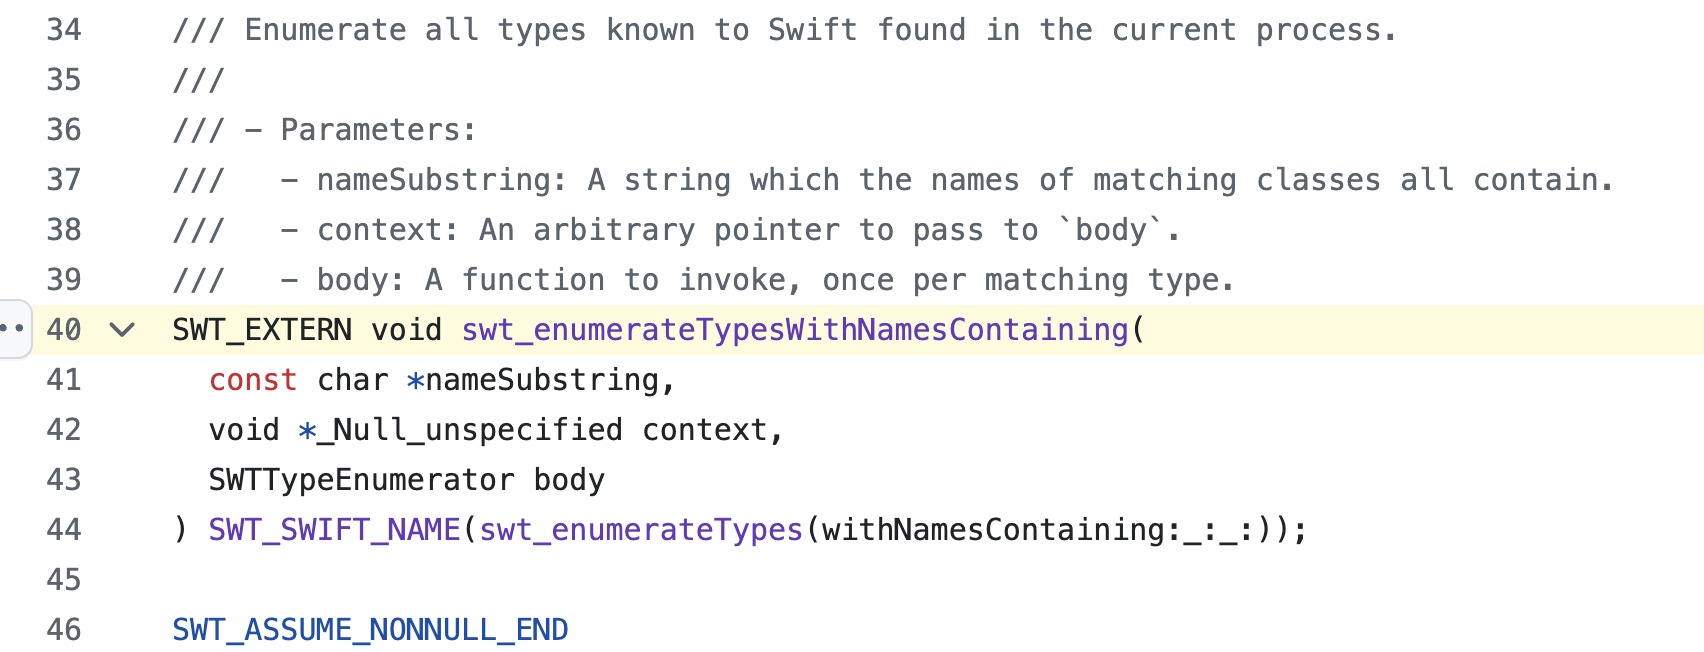 34 /// Enumerate all types known to Swift found in the current process.
35 ///
36 /// - Parameters:
37 ///   - nameSubstring: A string which the names of matching classes all contain.
38 ///   - context: An arbitrary pointer to pass to `body`.
39 ///   - body: A function to invoke, once per matching type.
40 SWT_EXTERN void swt_enumerateTypesWithNamesContaining(
41   const char *nameSubstring,
42   void *_Null_unspecified context,
43   SWTTypeEnumerator body
44 ) SWT_SWIFT_NAME(swt_enumerateTypes(withNamesContaining:_:_:));
45
46 SWT_ASSUME_NONNULL_END